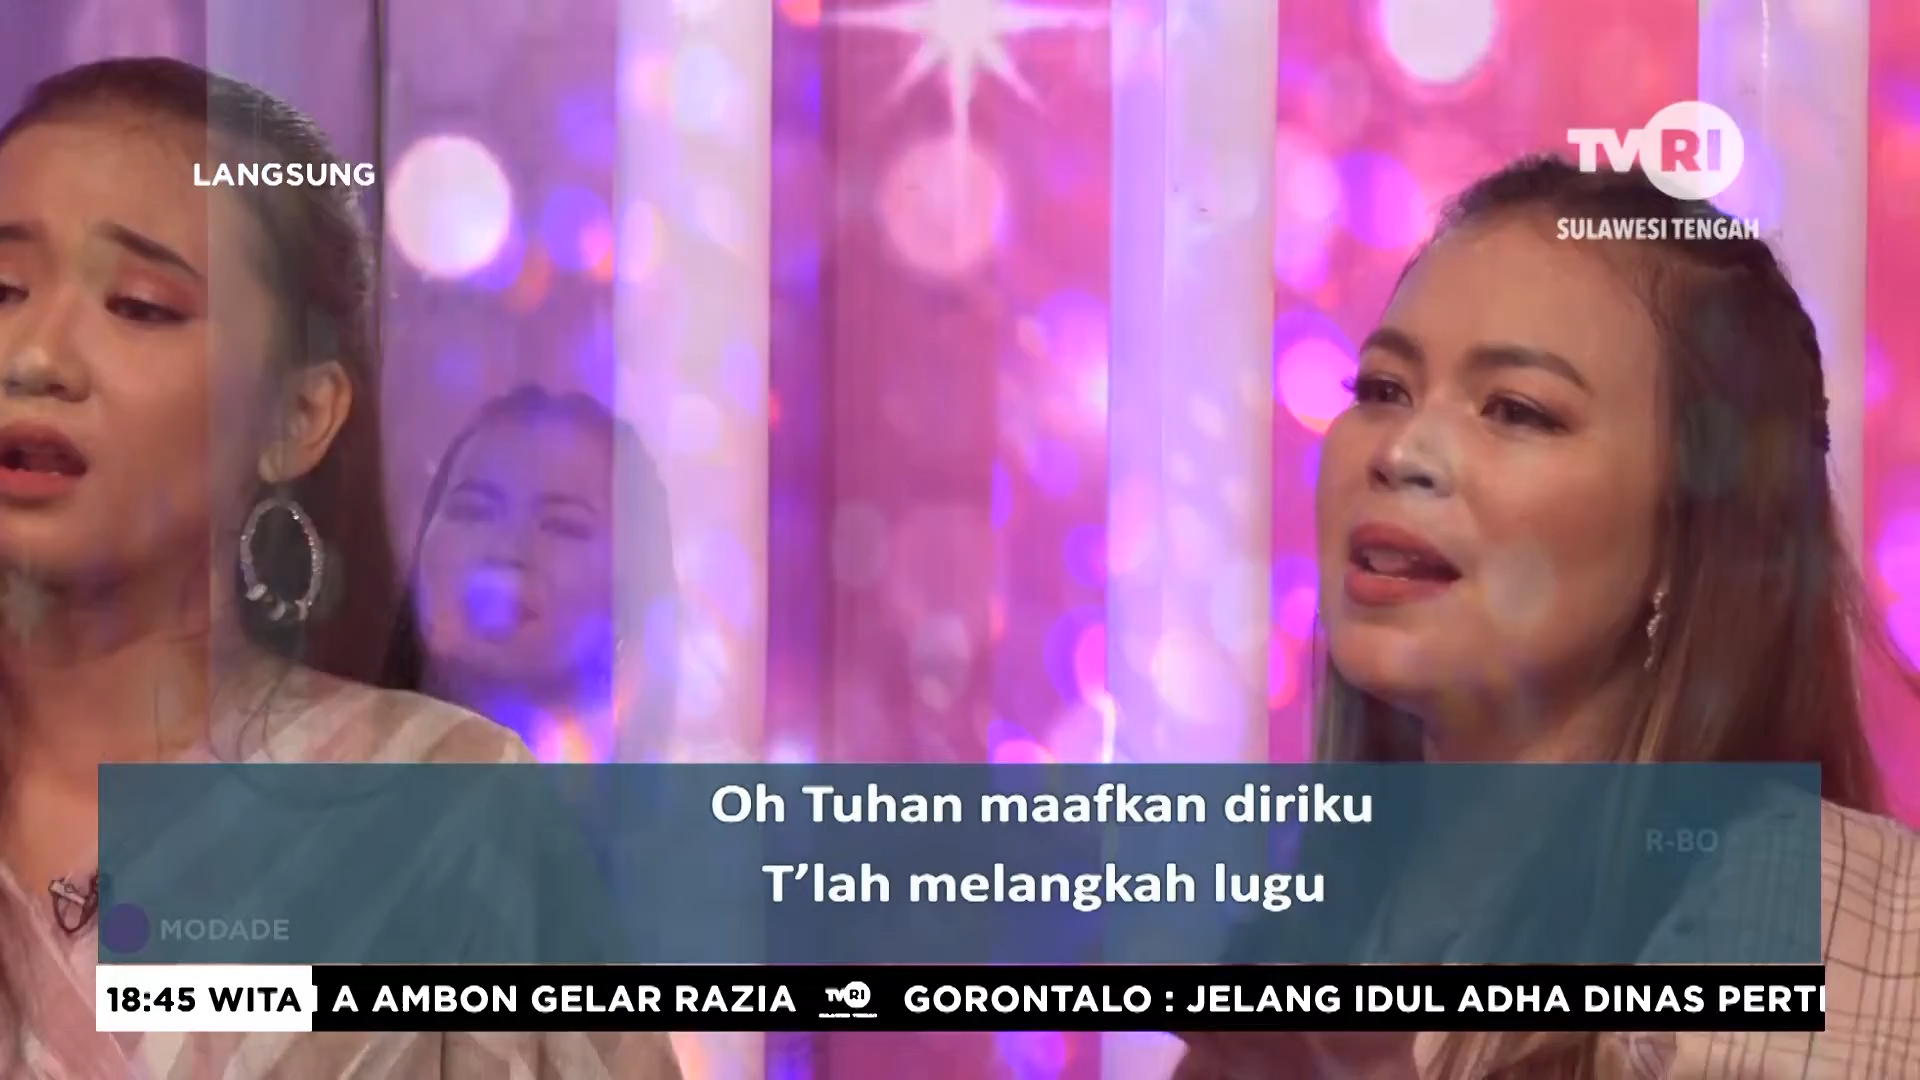 LANGSUNG
TVRI
SULAWESI TENGAH
Oh Tuhan maafkan diriku
T’lah melangkah lugu
R-BO
MODADE
18:45 WITA
A AMBON GELAR RAZIA TVRI GORONTALO : JELANG IDUL ADHA DINAS PERT